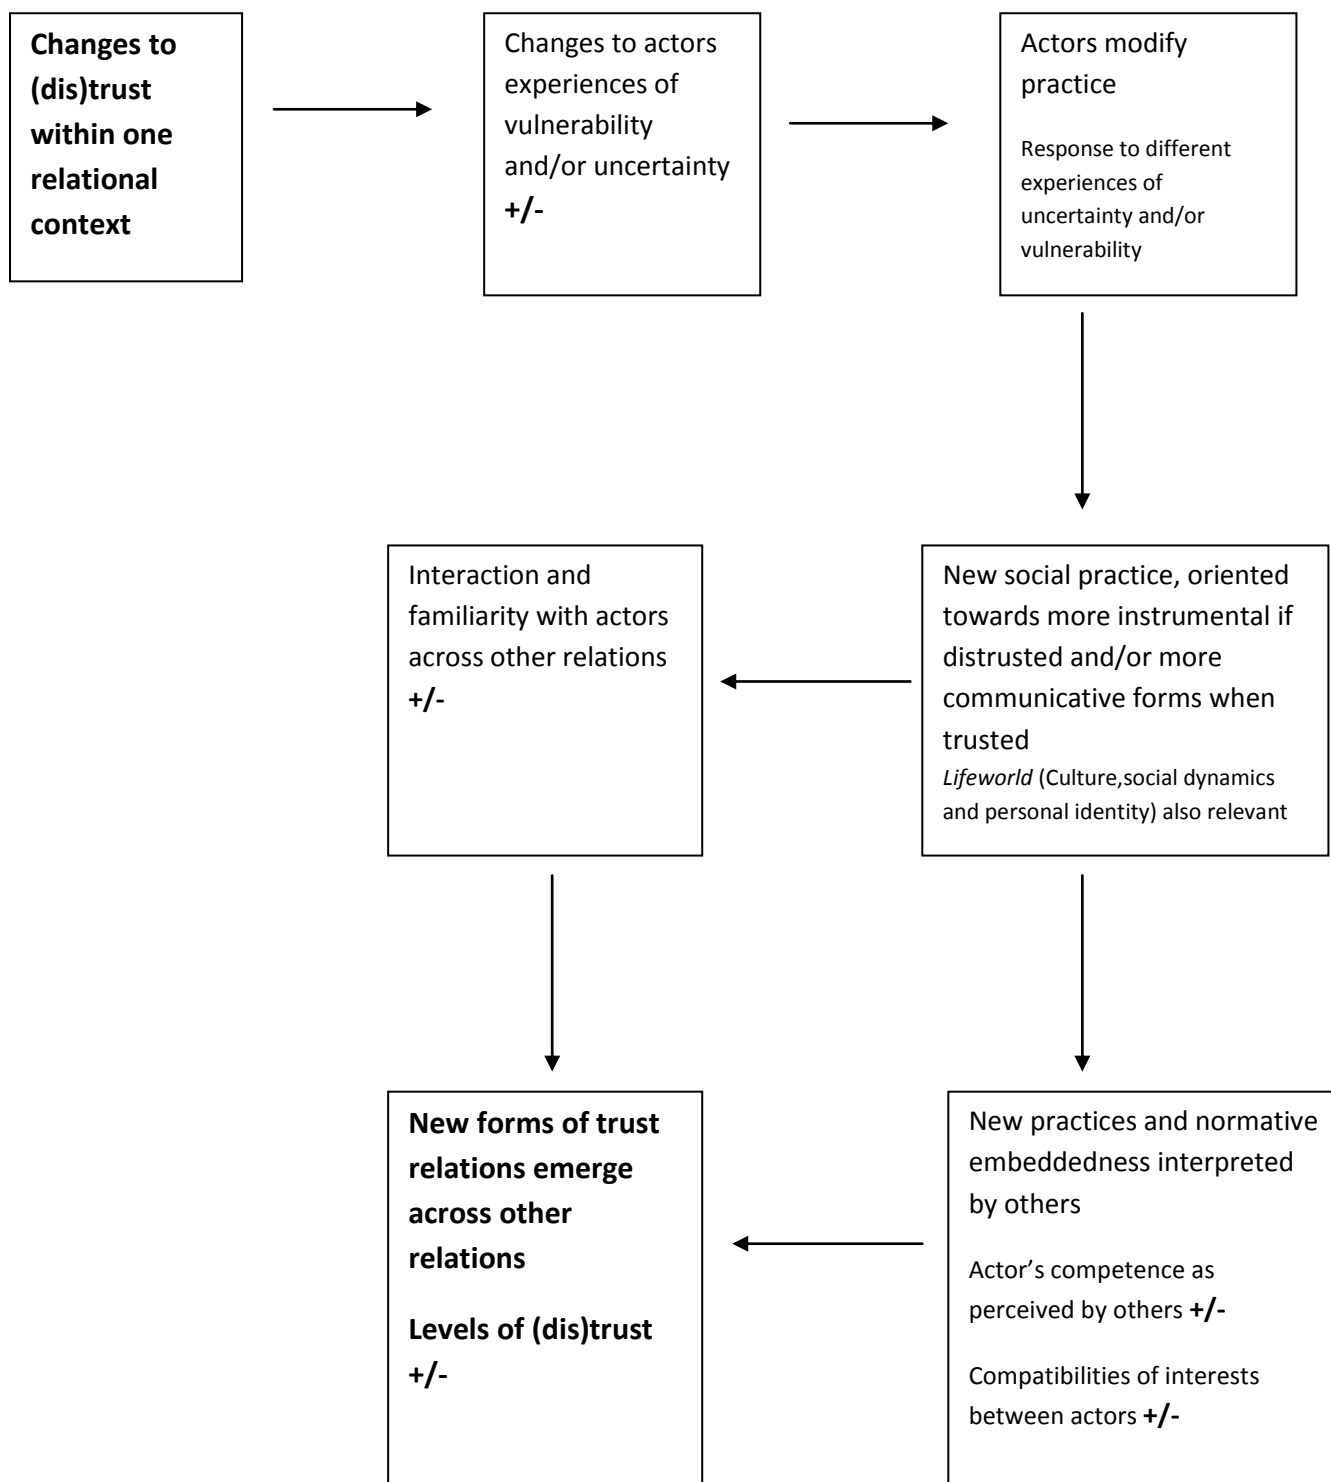 Changes to
(dis)trust
within one
relational
context
Changes to actors
experiences of
vulnerability
and/or uncertainty
+/-
Actors modify
practice
Response to different
experiences of
uncertainty and/or
vulnerability
Interaction and
familiarity with actors
across other relations
+/-
New social practice, oriented
towards more instrumental if
distrusted and/or more
communicative forms when
trusted
Lifeworld (Culture,social dynamics
and personal identity) also relevant
New forms of trust
relations emerge
across other
relations
Levels of (dis)trust
+/-
New practices and normative
embeddedness interpreted
by others
Actor’s competence as
perceived by others +/-
Compatibilities of interests
between actors +/-